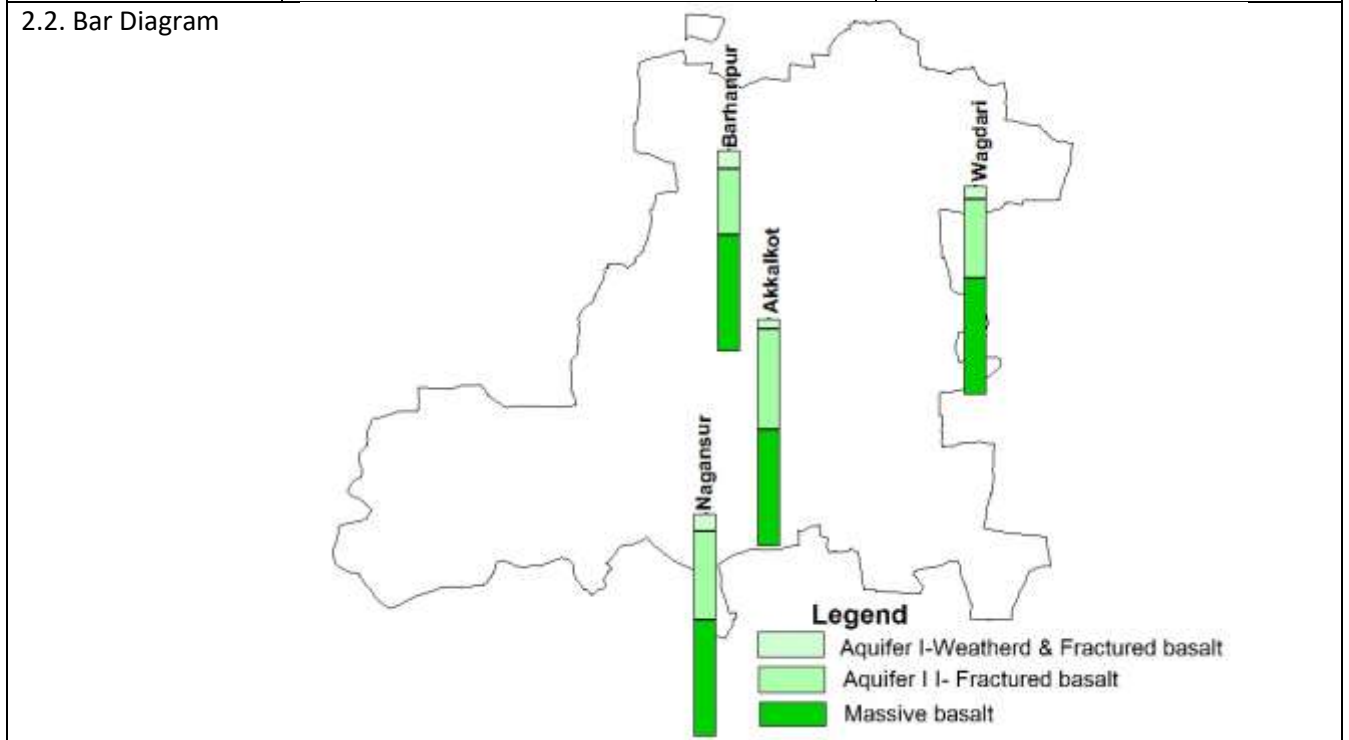 2.2. Bar Diagram
Barhanpur
Wagdari
Akkalkot
Nagansur
Legend
Aquifer I-Weatherd & Fractured basalt
Aquifer I I- Fractured basalt
Massive basalt